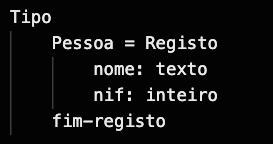 Tipo
Pessoa = Registo
nome: texto
nif: inteiro
fim-registo